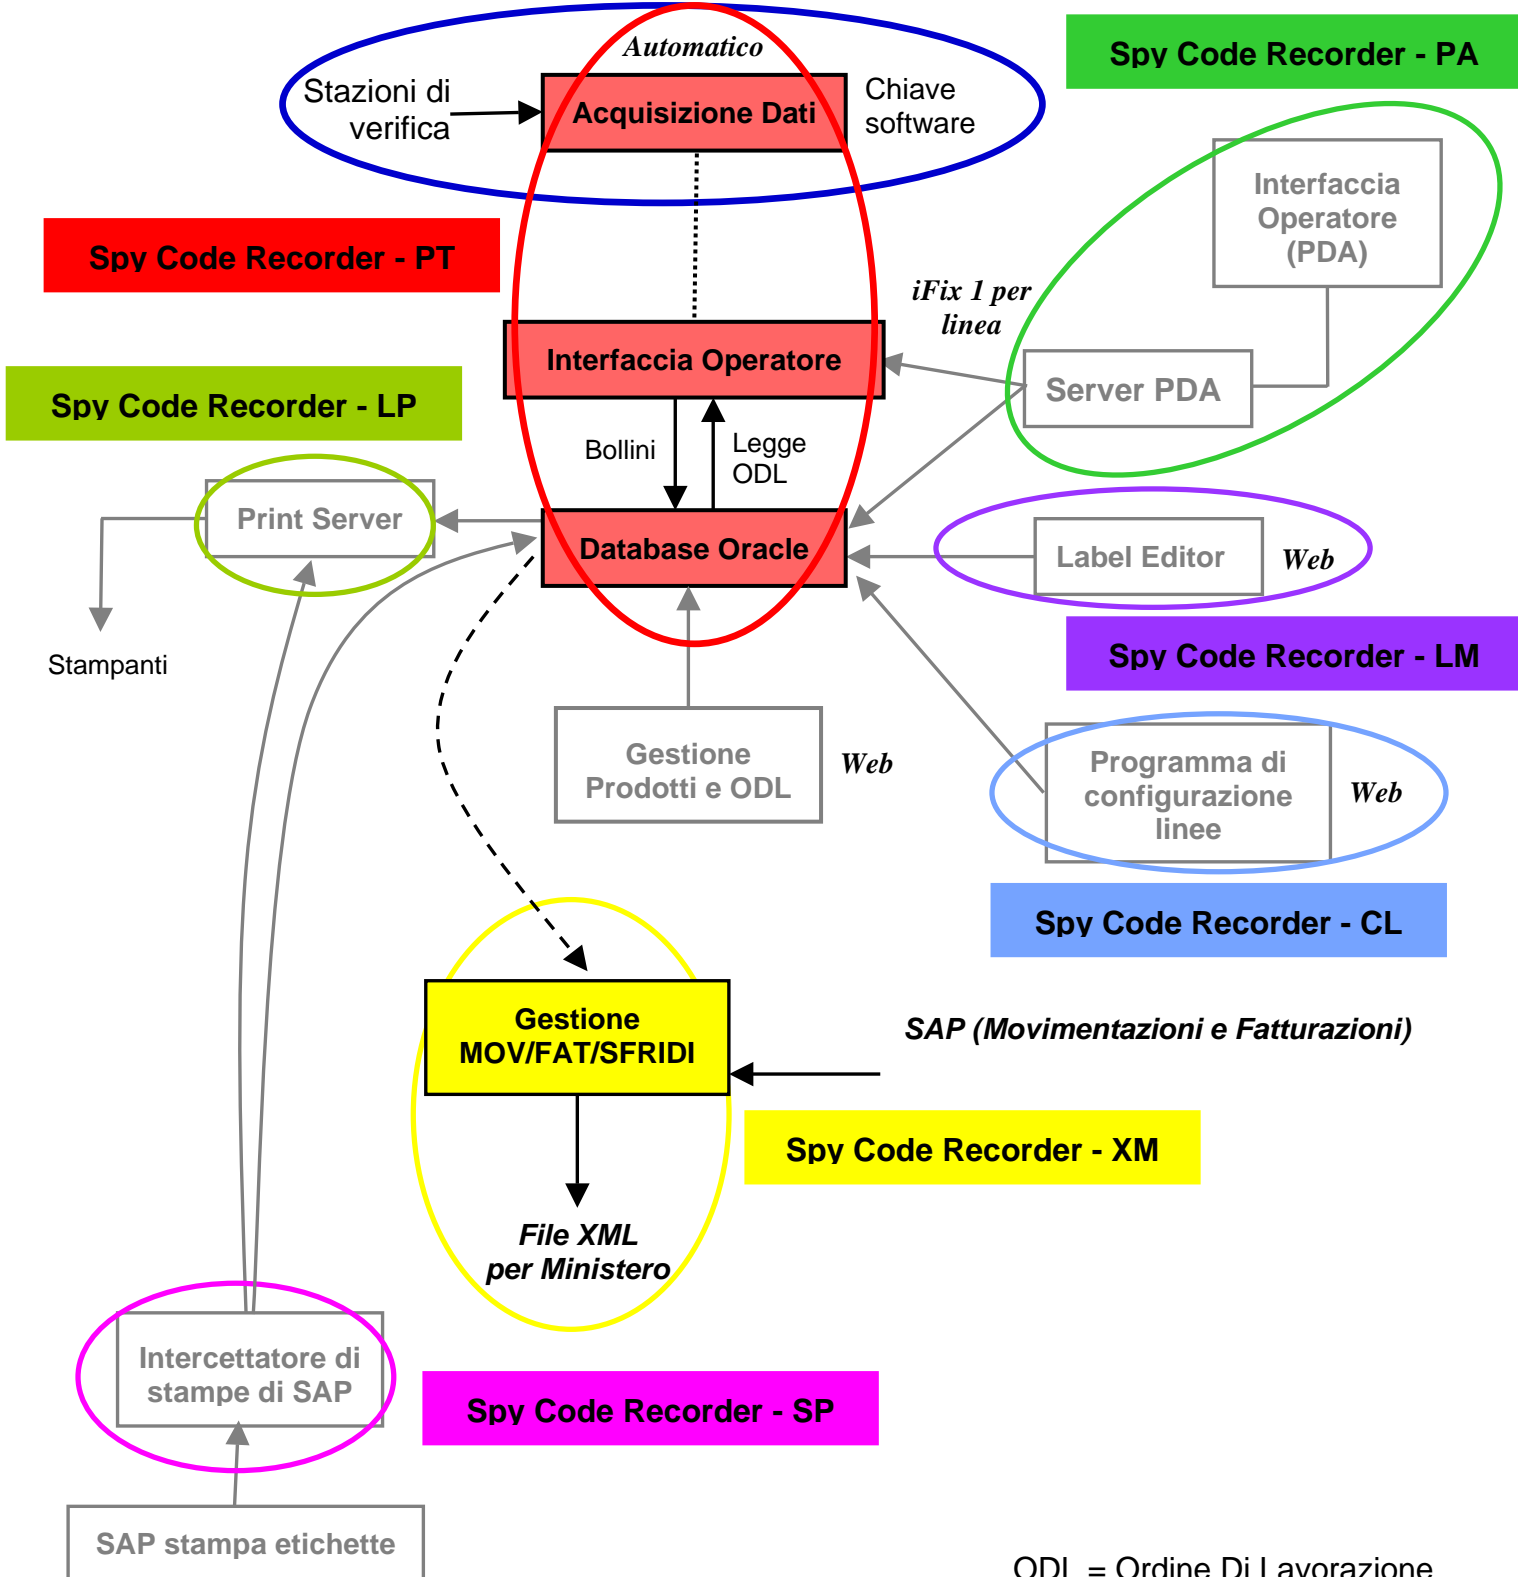 Automatico
Spy Code Recorder - PA
Stazioni di
verifica
Acquisizione Dati
Chiave
software
Interfaccia
Operatore
(PDA)
Spy Code Recorder - PT
iFix 1 per
linea
Interfaccia Operatore
Server PDA
Spy Code Recorder - LP
Bollini
Legge
ODL
Print Server
Database Oracle
Label Editor
Web
Stampanti
Spy Code Recorder - LM
Gestione
Prodotti e ODL
Web
Programma di
configurazione
linee
Web
Spy Code Recorder - CL
Gestione
MOV/FAT/SFRIDI
SAP (Movimentazioni e Fatturazioni)
Spy Code Recorder - XM
File XML
per Ministero
Intercettatore di
stampe di SAP
Spy Code Recorder - SP
SAP stampa etichette
ODL = Ordine Di Lavorazione